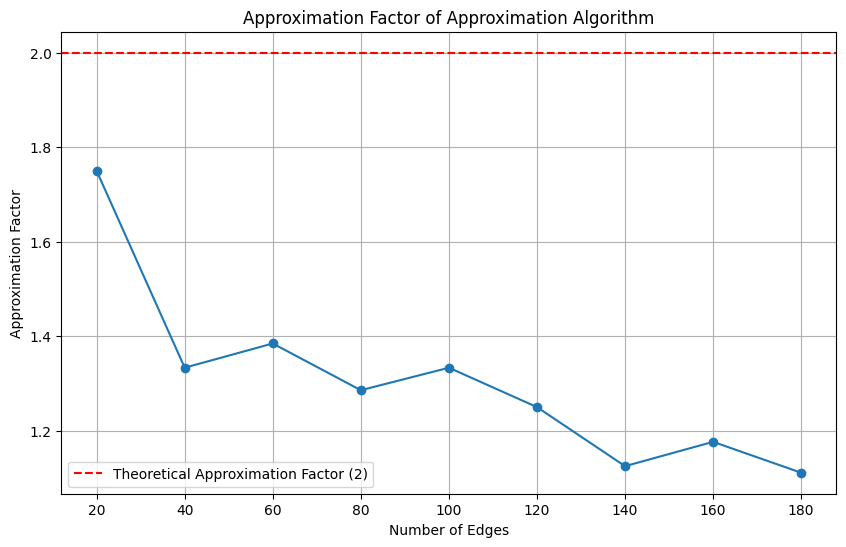 Approximation Factor of Approximation Algorithm
Approximation Factor
2.0
1.8
1.6
1.4
1.2
Theoretical Approximation Factor (2)
20 40 60 80 100 120 140 160 180
Number of Edges